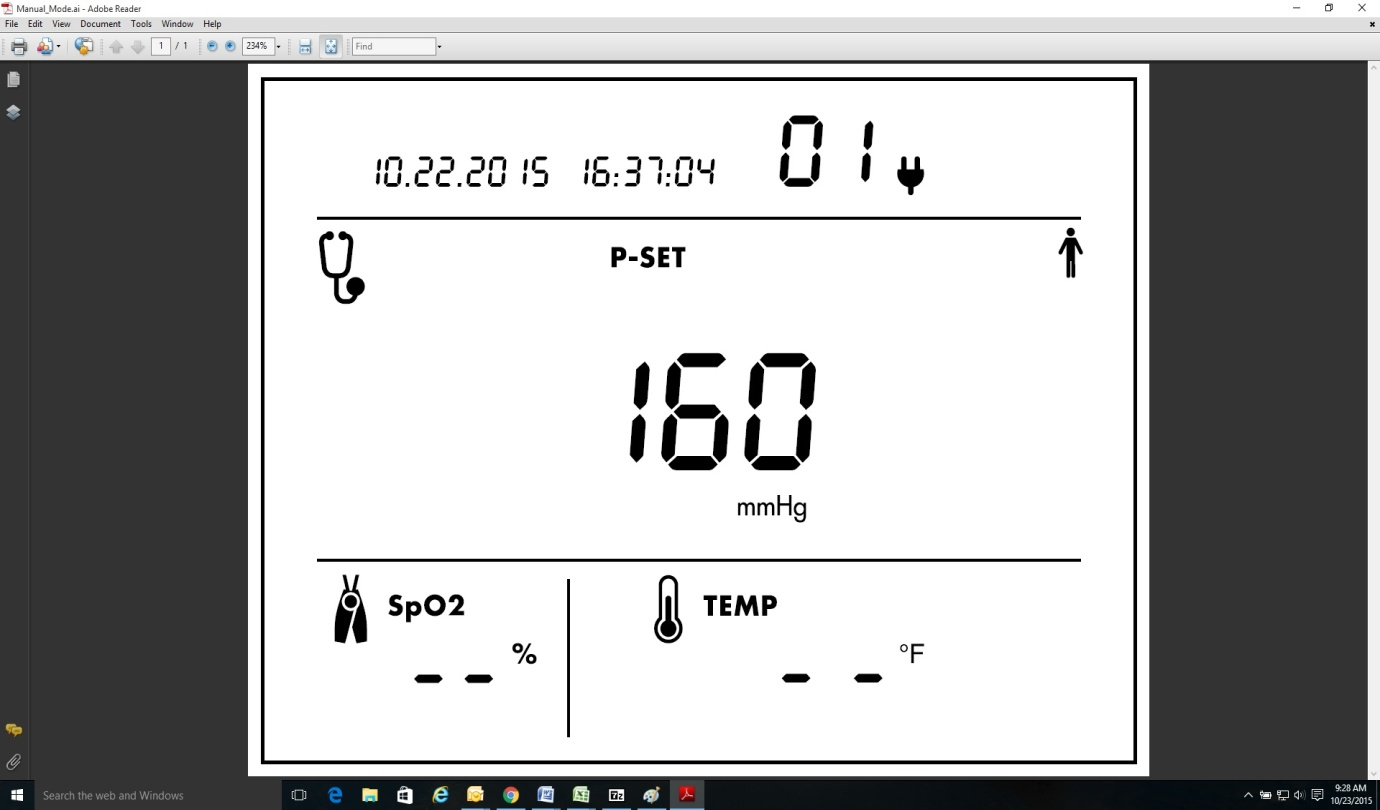 Manual_Mode.ai - Adobe Reader
File Edit View Document Tools Window Help
1 / 1 234% Find
10.22.2015 16:37:04 01
P-SET
160
mmHg
SpO2 TEMP
% °F
-- --
Search the web and Windows
9:28 AM
10/23/2015